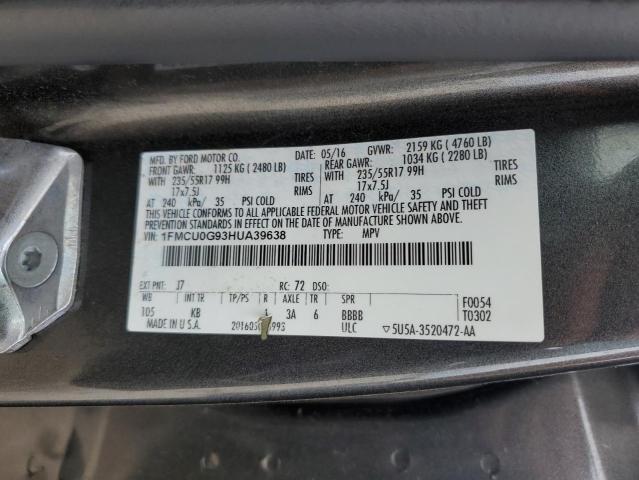 MFD. BY FORD MOTOR CO. DATE: 05/16 GVWR: 2159 KG ( 4760 LB)
FRONT GAWR: 1125 KG ( 2480 LB) REAR GAWR: 1034 KG ( 2280 LB)
WITH 235/55R17 99H TIRES WITH 235/55R17 99H TIRES
17x7.5J RIMS 17x7.5J RIMS
AT 240 kPa/ 35 PSI COLD AT 240 kPa/ 35 PSI COLD
THIS VEHICLE CONFORMS TO ALL APPLICABLE FEDERAL MOTOR VEHICLE SAFETY AND THEFT
PREVENTION STANDARDS IN EFFECT ON THE DATE OF MANUFACTURE SHOWN ABOVE.
VIN: 1FMCU0G93HUA39638 TYPE: MPV
EXT PNT: J7 RC: 72 DSO:
WB INT TR TP/PS R AXLE TR SPR F0054
105 KB 3A 6 BBBB T0302
MADE IN U.S.A. ULC 5U5A-3520472-AA